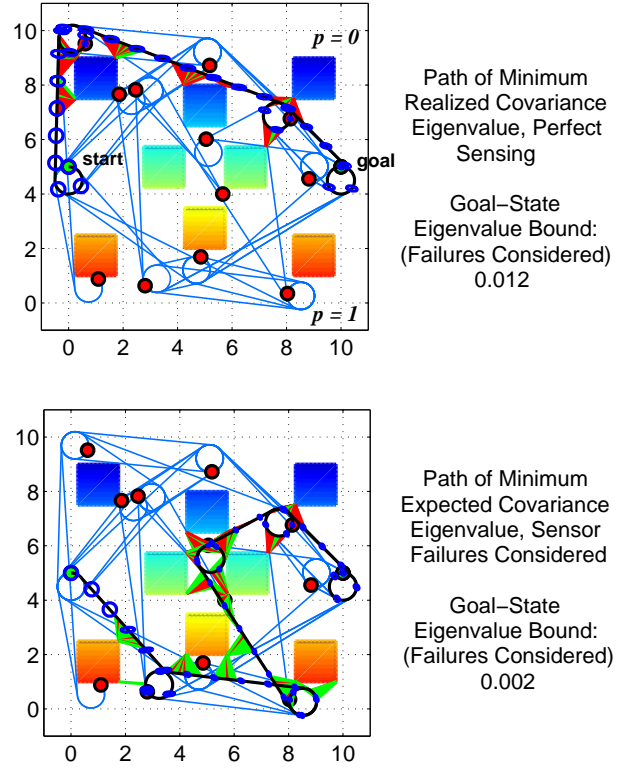 10
8
6
4
2
0
0
2
4
6
8
10
p = 0
start
goal
p = 1
Path of Minimum
Realized Covariance
Eigenvalue, Perfect
Sensing
Goal−State
Eigenvalue Bound:
(Failures Considered)
0.012
10
8
6
4
2
0
0
2
4
6
8
10
Path of Minimum
Expected Covariance
Eigenvalue, Sensor
Failures Considered
Goal−State
Eigenvalue Bound:
(Failures Considered)
0.002